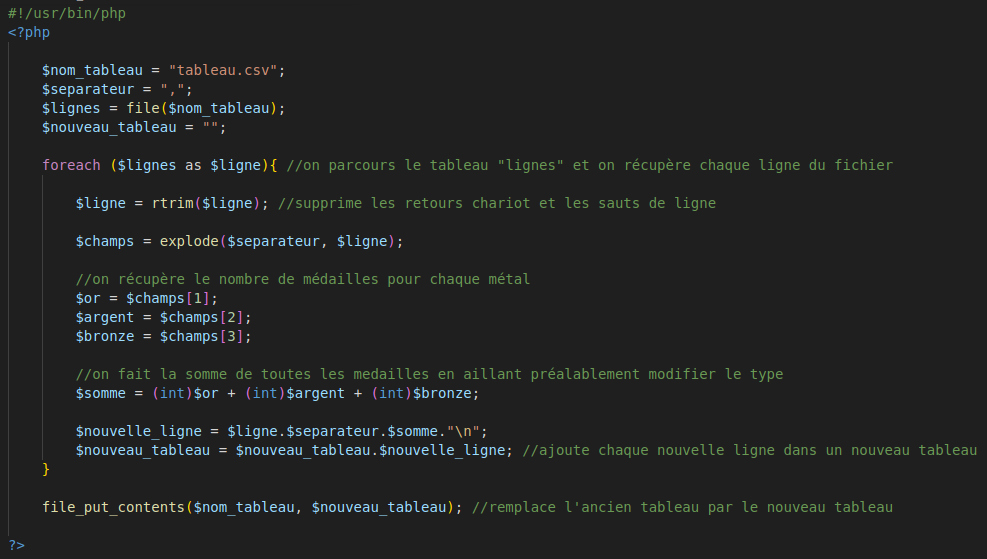 #!/usr/bin/php
<?php
$nom_tableau = "tableau.csv";
$separateur = ",";
$lignes = file($nom_tableau);
$nouveau_tableau = "";
foreach ($lignes as $ligne){ //on parcours le tableau "lignes" et on récupère chaque ligne du fichier
$ligne = rtrim($ligne); //supprime les retours chariot et les sauts de ligne
$champs = explode($separateur, $ligne);
//on récupère le nombre de médailles pour chaque métal
$or = $champs[1];
$argent = $champs[2];
$bronze = $champs[3];
//on fait la somme de toutes les medailles en aillant préalablement modifier le type
$somme = (int)$or + (int)$argent + (int)$bronze;
$nouvelle_ligne = $ligne.$separateur.$somme."\n";
$nouveau_tableau = $nouveau_tableau.$nouvelle_ligne; //ajoute chaque nouvelle ligne dans un nouveau tableau
}
file_put_contents($nom_tableau, $nouveau_tableau); //remplace l'ancien tableau par le nouveau tableau
?>